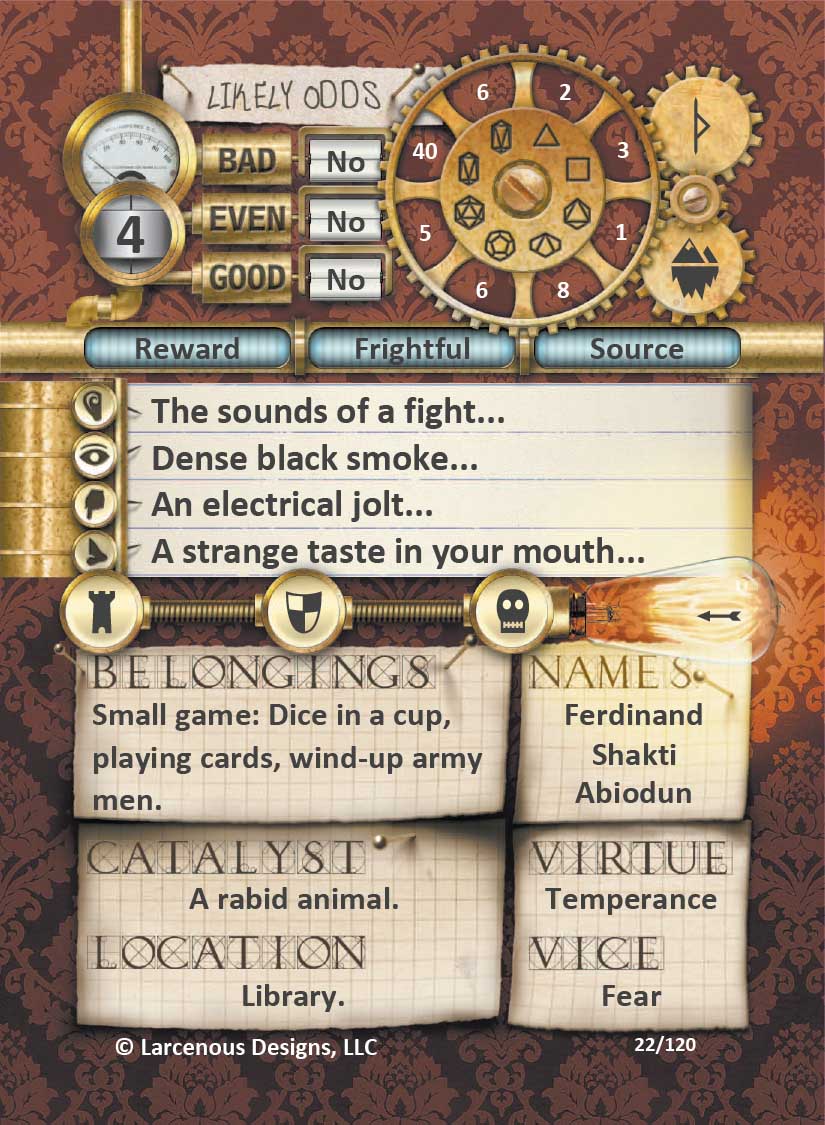 LIKELY ODDS
BAD No
EVEN No
GOOD No
4
6 2
40 3
5 1
6 8
ᚦ
Reward Frightful Source
The sounds of a fight...
Dense black smoke...
An electrical jolt...
A strange taste in your mouth...
BELONGINGS
Small game: Dice in a cup,
playing cards, wind-up army
men.
NAMES
Ferdinand
Shakti
Abiodun
CATALYST
A rabid animal.
LOCATION
Library.
VIRTUE
Temperance
VICE
Fear
© Larcenous Designs, LLC
22/120